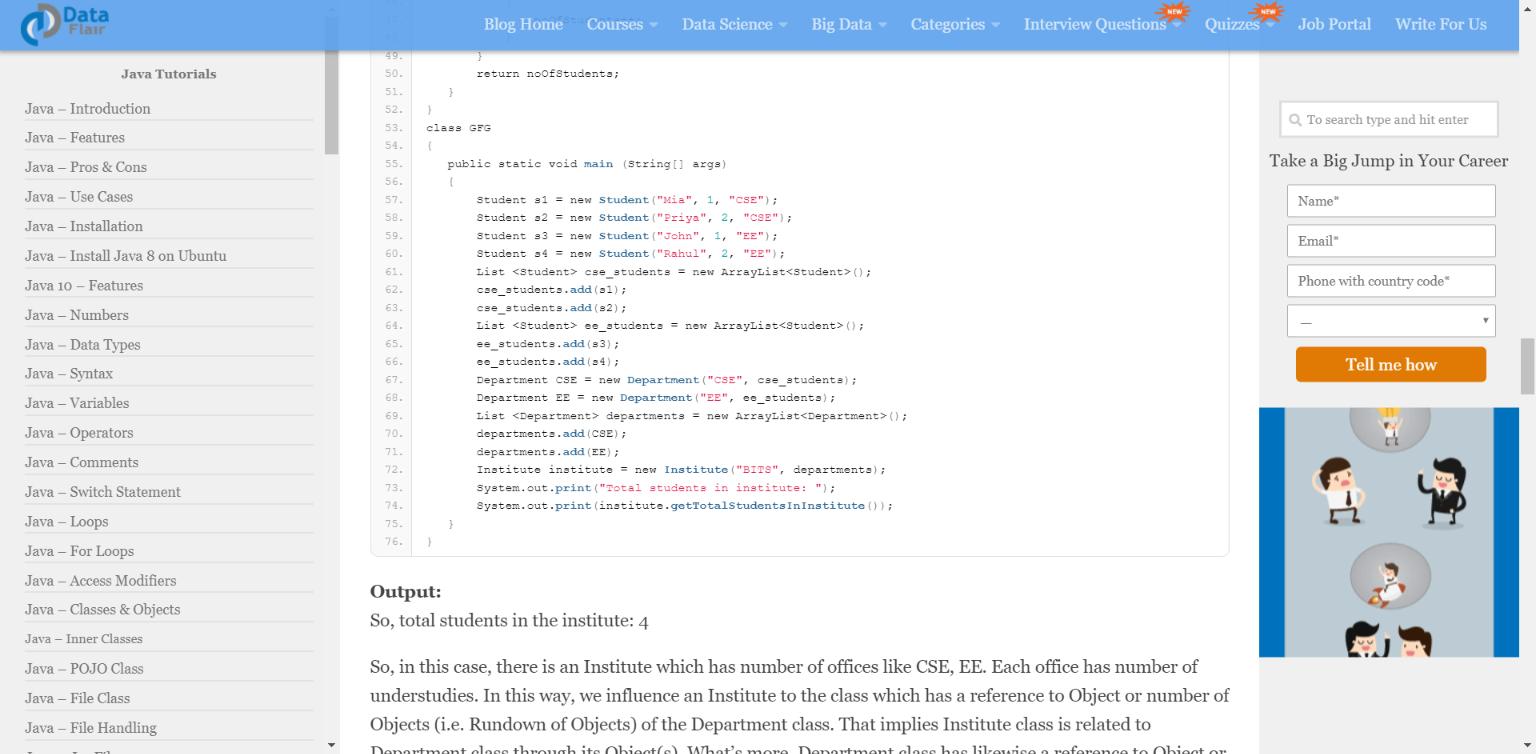 Data
Flair
Blog Home Courses Data Science Big Data Categories Interview Questions NEW Quizzes NEW Job Portal Write For Us
Java Tutorials
Java – Introduction
Java – Features
Java – Pros & Cons
Java – Use Cases
Java – Installation
Java – Install Java 8 on Ubuntu
Java 10 – Features
Java – Numbers
Java – Data Types
Java – Syntax
Java – Variables
Java – Operators
Java – Comments
Java – Switch Statement
Java – Loops
Java – For Loops
Java – Access Modifiers
Java – Classes & Objects
Java – Inner Classes
Java – POJO Class
Java – File Class
Java – File Handling
49. }
50. return noOfStudents;
51. }
52. }
53. class GFG
54. {
55. public static void main (String[] args)
56. {
57. Student s1 = new Student("Mia", 1, "CSE");
58. Student s2 = new Student("Priya", 2, "CSE");
59. Student s3 = new Student("John", 1, "EE");
60. Student s4 = new Student("Rahul", 2, "EE");
61. List <Student> cse_students = new ArrayList<Student>();
62. cse_students.add(s1);
63. cse_students.add(s2);
64. List <Student> ee_students = new ArrayList<Student>();
65. ee_students.add(s3);
66. ee_students.add(s4);
67. Department CSE = new Department("CSE", cse_students);
68. Department EE = new Department("EE", ee_students);
69. List <Department> departments = new ArrayList<Department>();
70. departments.add(CSE);
71. departments.add(EE);
72. Institute institute = new Institute("BITS", departments);
73. System.out.print("Total students in institute: ");
74. System.out.print(institute.getTotalStudentsInInstitute());
75. }
76. }
Output:
So, total students in the institute: 4
So, in this case, there is an Institute which has number of offices like CSE, EE. Each office has number of
understudies. In this way, we influence an Institute to the class which has a reference to Object or number of
Objects (i.e. Rundown of Objects) of the Department class. That implies Institute class is related to
Department class through its Object(s). What's more, Department class has likewise a reference to Object or
To search type and hit enter
Take a Big Jump in Your Career
Name*
Email*
Phone with country code*
—
Tell me how